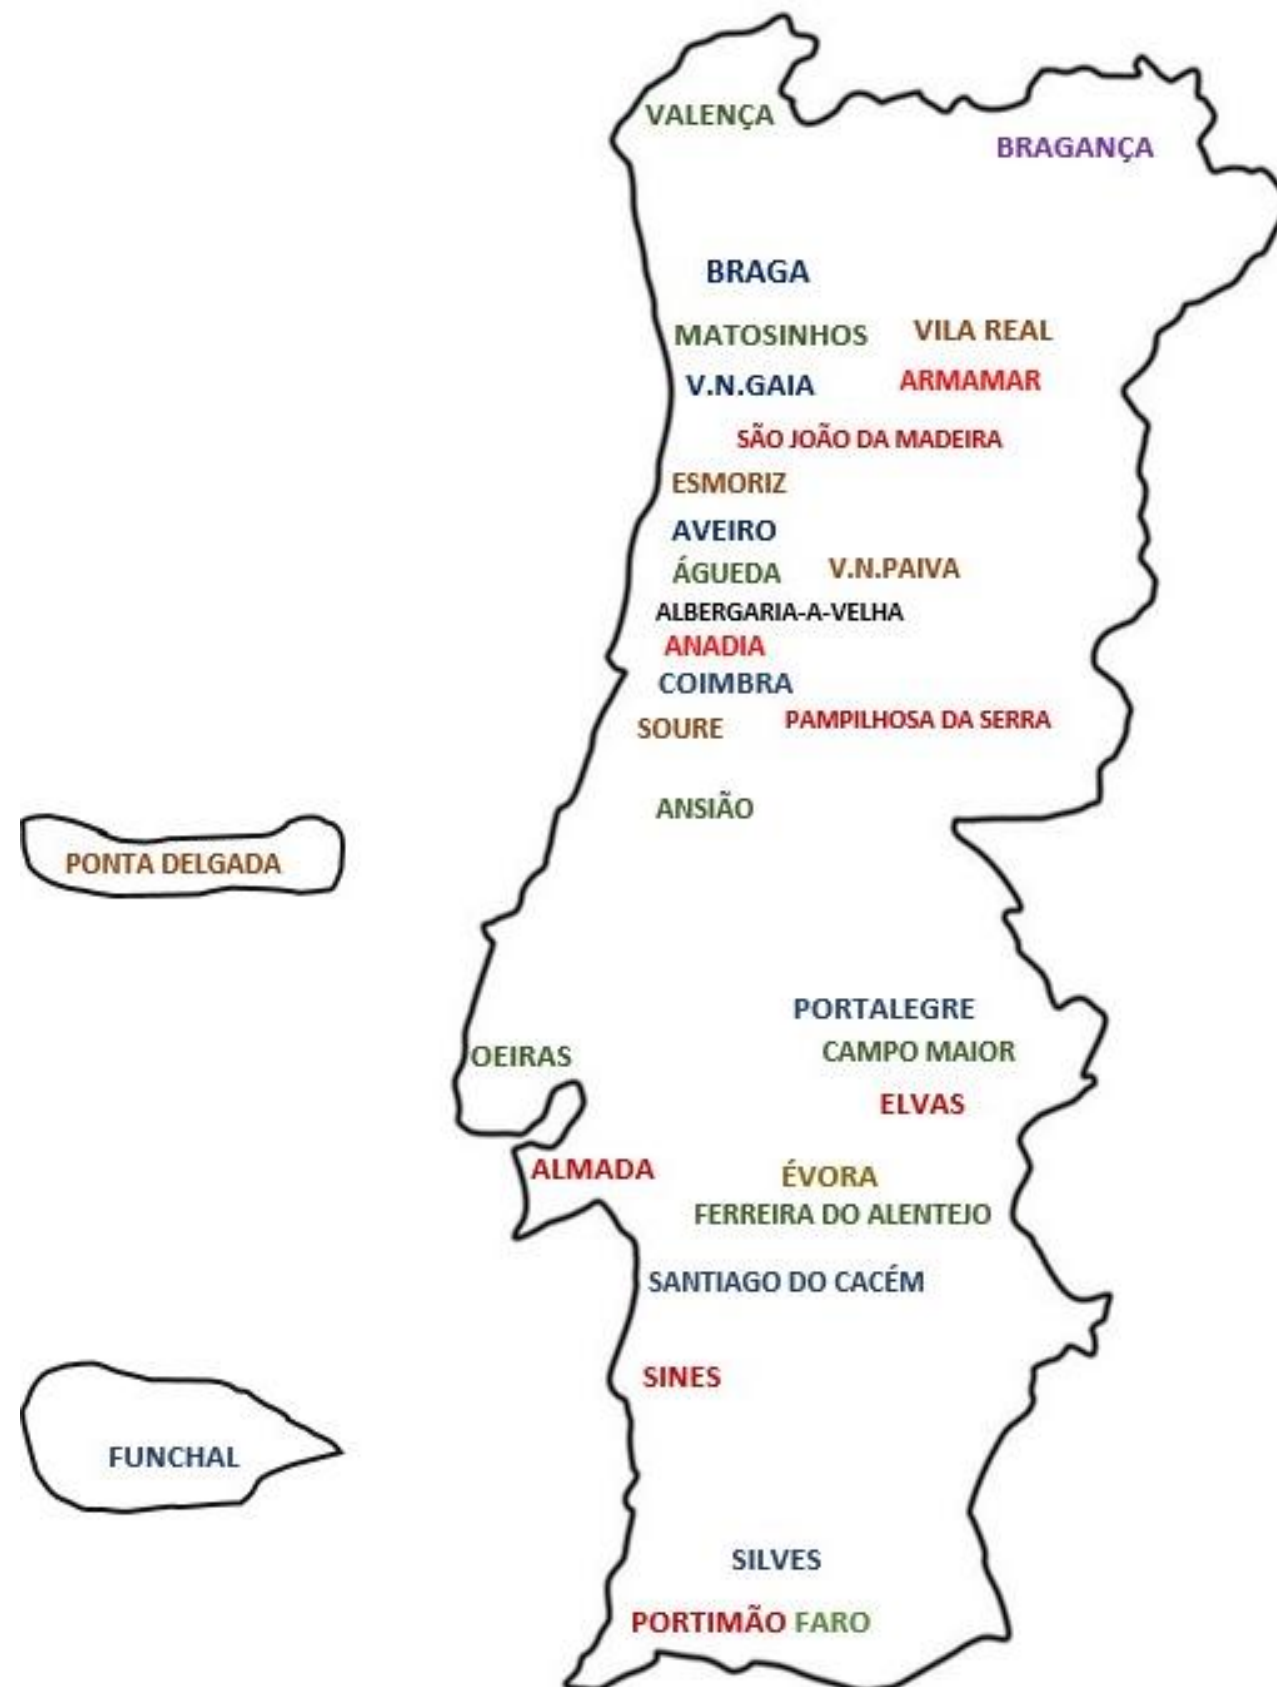 VALENÇA
BRAGANÇA
BRAGA
MATOSINHOS
VILA REAL
V.N.GAIA
ARMAMAR
SÃO JOÃO DA MADEIRA
ESMORIZ
AVEIRO
ÁGUEDA
V.N.PAIVA
ALBERGARIA-A-VELHA
ANADIA
COIMBRA
SOURE
PAMPILHOSA DA SERRA
ANSIÃO
PONTA DELGADA
PORTALEGRE
OEIRAS
CAMPO MAIOR
ELVAS
ALMADA
ÉVORA
FERREIRA DO ALENTEJO
SANTIAGO DO CACÉM
SINES
FUNCHAL
SILVES
PORTIMÃO FARO